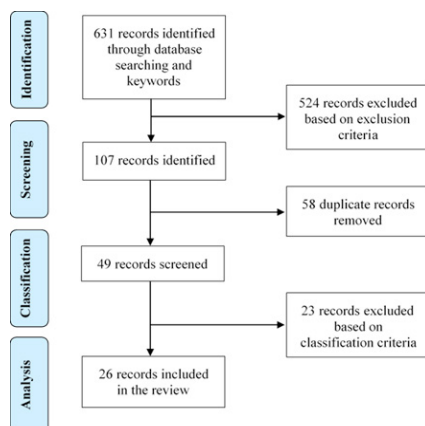 Identification
631 records identified
through database
searching and
keywords
524 records excluded
based on exclusion
criteria
Screening
107 records identified
58 duplicate records
removed
Classification
49 records screened
23 records excluded
based on
classification criteria
Analysis
26 records included
in the review